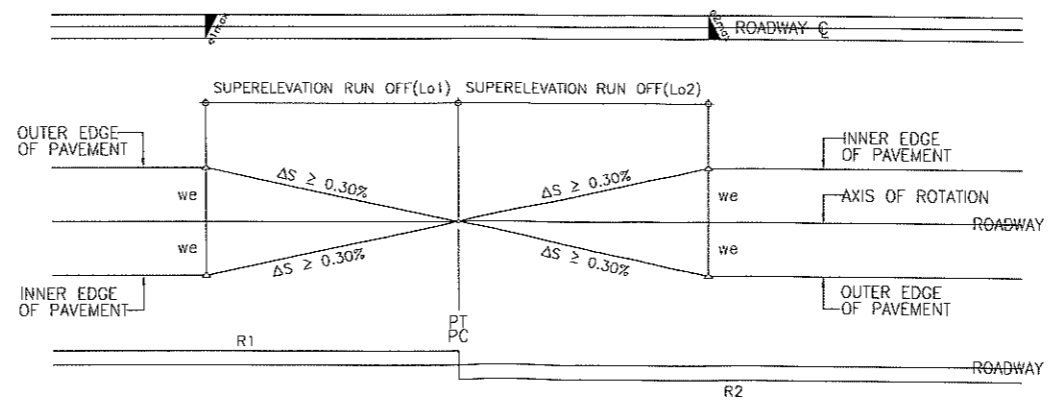 e1max
e2max
ROADWAY ℄
SUPERELEVATION RUN OFF(Lo1)
SUPERELEVATION RUN OFF(Lo2)
OUTER EDGE
OF PAVEMENT
INNER EDGE
OF PAVEMENT
ΔS ≥ 0.30%
ΔS ≥ 0.30%
we
we
AXIS OF ROTATION
ROADWAY
we
we
ΔS ≥ 0.30%
ΔS ≥ 0.30%
INNER EDGE
OF PAVEMENT
OUTER EDGE
OF PAVEMENT
PT
PC
R1
ROADWAY
R2